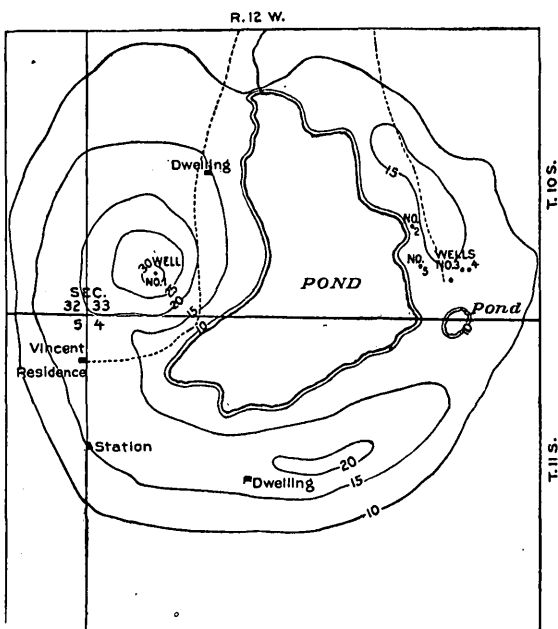 R. 12 W.
T. 10 S.
15
Dwelling
NO.
2
30 WELL
NO. 1
WELLS
NO. 3 4
NO.
5
25
20
POND
SEC.
32 33
5 4
15
10
Pond
Vincent
Residence
T. 11 S.
Station
20
Dwelling
15
10